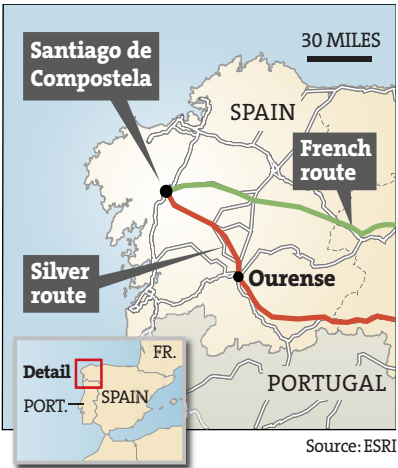 Santiago de
Compostela
30 MILES
SPAIN
French
route
Silver
route
Ourense
PORTUGAL
Detail
FR.
PORT.
SPAIN
Source: ESRI